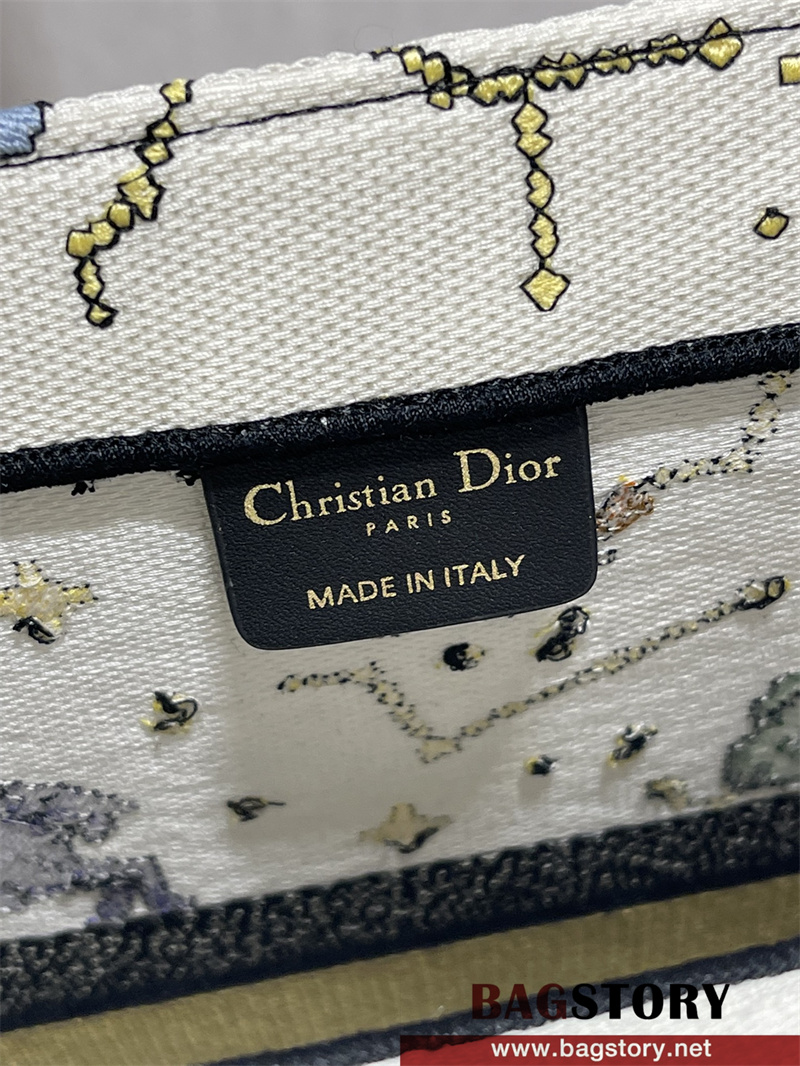 Christian Dior
PARIS
MADE IN ITALY
BAGSTORY
www.bagstory.net